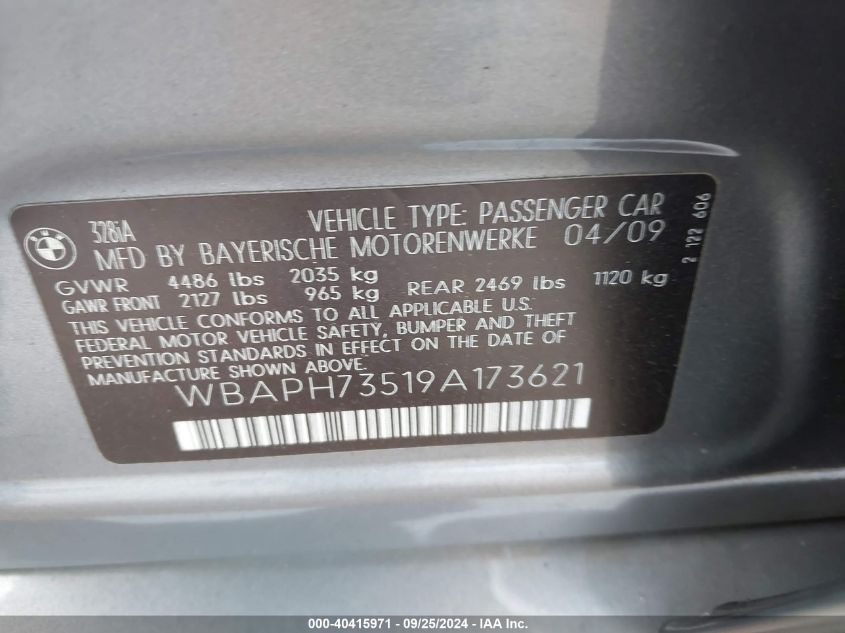 BMW
328iA
VEHICLE TYPE: PASSENGER CAR
MFD BY BAYERISCHE MOTORENWERKE 04/09
GVWR 4486 lbs 2035 kg
GAWR FRONT 2127 lbs 965 kg REAR 2469 lbs 1120 kg
THIS VEHICLE CONFORMS TO ALL APPLICABLE U.S.
FEDERAL MOTOR VEHICLE SAFETY, BUMPER AND THEFT
PREVENTION STANDARDS IN EFFECT ON THE DATE OF
MANUFACTURE SHOWN ABOVE.
WBAPH73519A173621
2 122 606
000-40415971 - 09/25/2024 - IAA Inc.